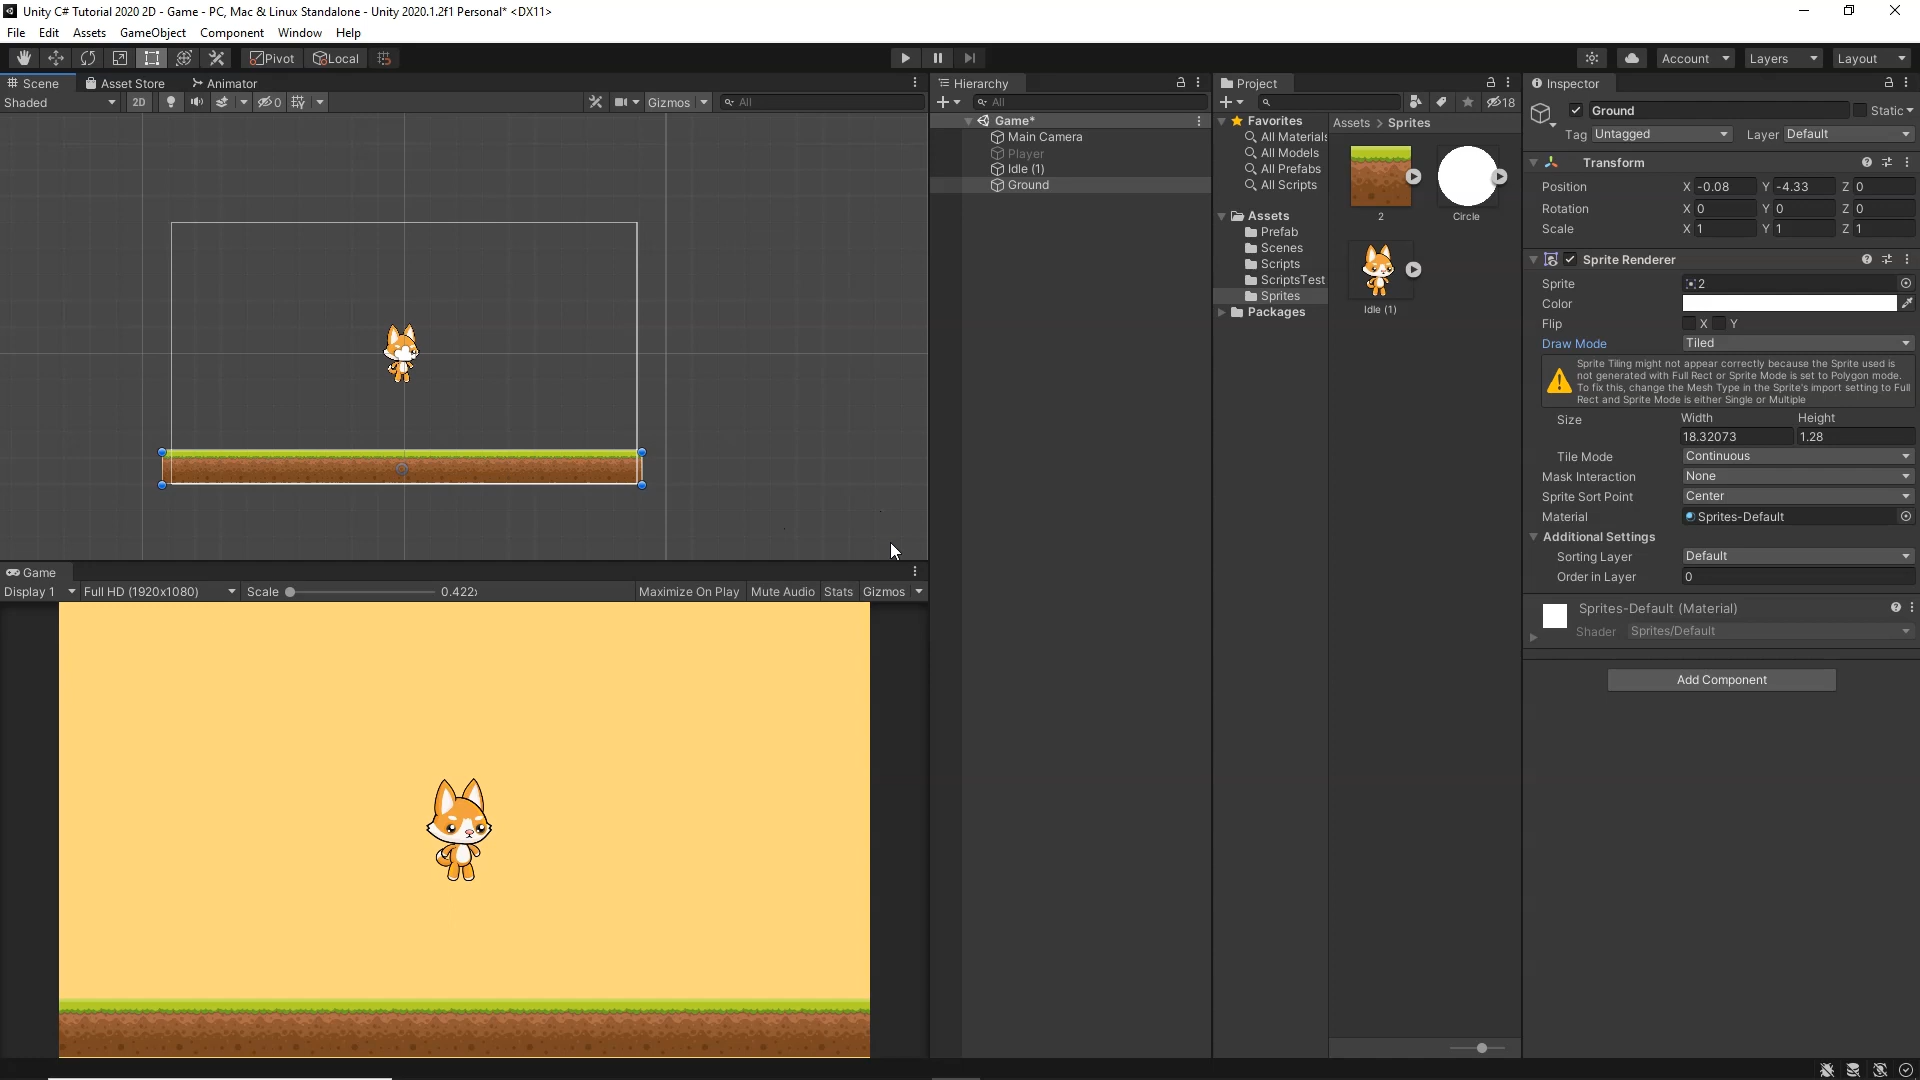 Unity C# Tutorial 2020 2D - Game - PC, Mac & Linux Standalone - Unity 2020.1.2f1 Personal* <DX11>
File Edit Assets GameObject Component Window Help
Pivot Local Account Layers Layout
Scene Asset Store Animator
Shaded 2D 0 Gizmos All
Hierarchy
All
Game*
Main Camera
Player
Idle (1)
Ground
Project
18
Favorites
All Materials
All Models
All Prefabs
All Scripts
Assets
Prefab
Scenes
Scripts
ScriptsTest
Sprites
Packages
Assets > Sprites
2
Circle
Idle (1)
Inspector
Ground Static
Tag Untagged Layer Default
Transform
Position X -0.08 Y -4.33 Z 0
Rotation X 0 Y 0 Z 0
Scale X 1 Y 1 Z 1
Sprite Renderer
Sprite 2
Color
Flip X Y
Draw Mode Tiled
Sprite Tiling might not appear correctly because the Sprite used is
not generated with Full Rect or Sprite Mode is set to Polygon mode.
To fix this, change the Mesh Type in the Sprite's import setting to Full
Rect and Sprite Mode is either Single or Multiple
Size Width Height
18.32073 1.28
Tile Mode Continuous
Mask Interaction None
Sprite Sort Point Center
Material Sprites-Default
Additional Settings
Sorting Layer Default
Order in Layer 0
Sprites-Default (Material)
Shader Sprites/Default
Add Component
Game
Display 1 Full HD (1920x1080) Scale 0.422x Maximize On Play Mute Audio Stats Gizmos